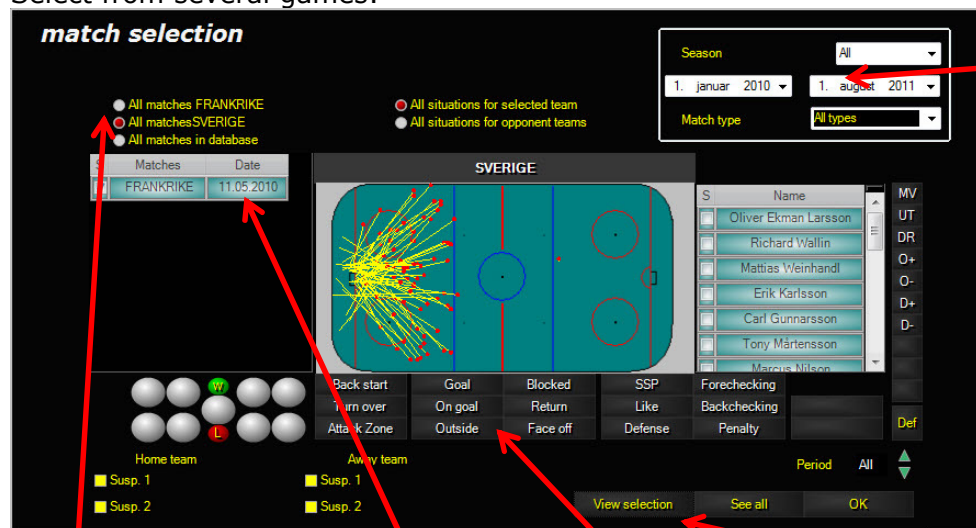 Select from several games.
match selection
Season All
1. januar 2010 1. august 2011
Match type All types
All matches FRANKRIKE
All matchesSVERIGE
All matches in database
All situations for selected team
All situations for opponent teams
S Matches Date
FRANKRIKE 11.05.2010
SVERIGE
S Name
Oliver Ekman Larsson
Richard Wallin
Mattias Weinhandl
Erik Karlsson
Carl Gunnarsson
Tony Mårtensson
Marcus Nilson
MV
UT
DR
O+
O-
D+
D-
Def
W
L
Back start Goal Blocked SSP Forechecking
Turn over On goal Return Like Backchecking
Attack Zone Outside Face off Defense Penalty
Home team Away team
Susp. 1 Susp. 1
Susp. 2 Susp. 2
Period All
View selection See all OK